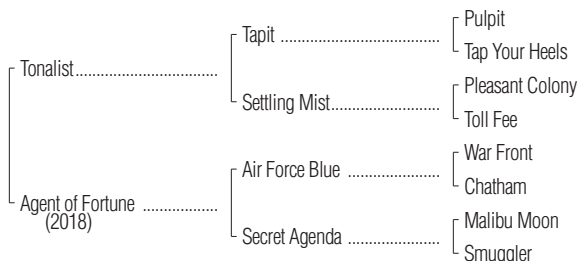 Pulpit
Tapit ........................................
Tap Your Heels
Tonalist....................................
Pleasant Colony
Settling Mist...........................
Toll Fee
War Front
Air Force Blue ......................
Chatham
Agent of Fortune ..................
(2018)
Malibu Moon
Secret Agenda ......................
Smuggler